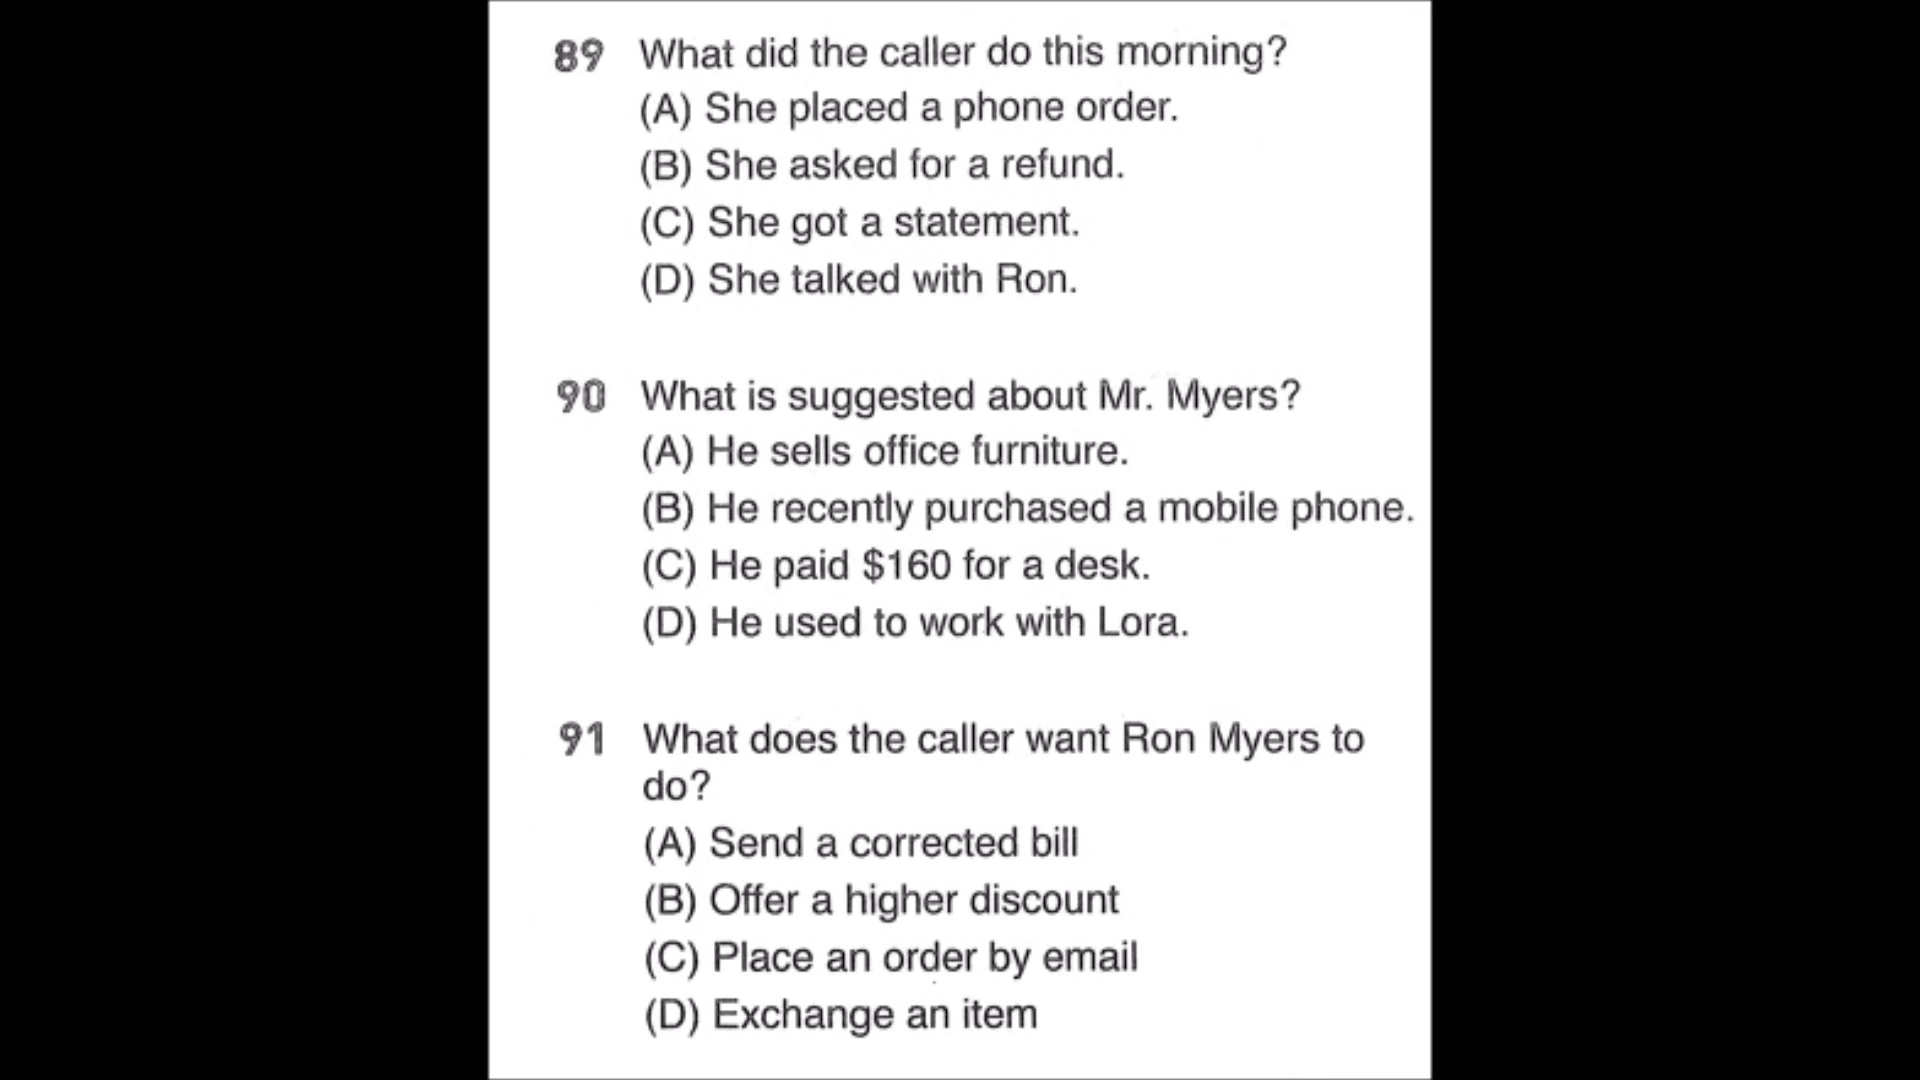 89 What did the caller do this morning?
(A) She placed a phone order.
(B) She asked for a refund.
(C) She got a statement.
(D) She talked with Ron.
90 What is suggested about Mr. Myers?
(A) He sells office furniture.
(B) He recently purchased a mobile phone.
(C) He paid $160 for a desk.
(D) He used to work with Lora.
91 What does the caller want Ron Myers to
do?
(A) Send a corrected bill
(B) Offer a higher discount
(C) Place an order by email
(D) Exchange an item